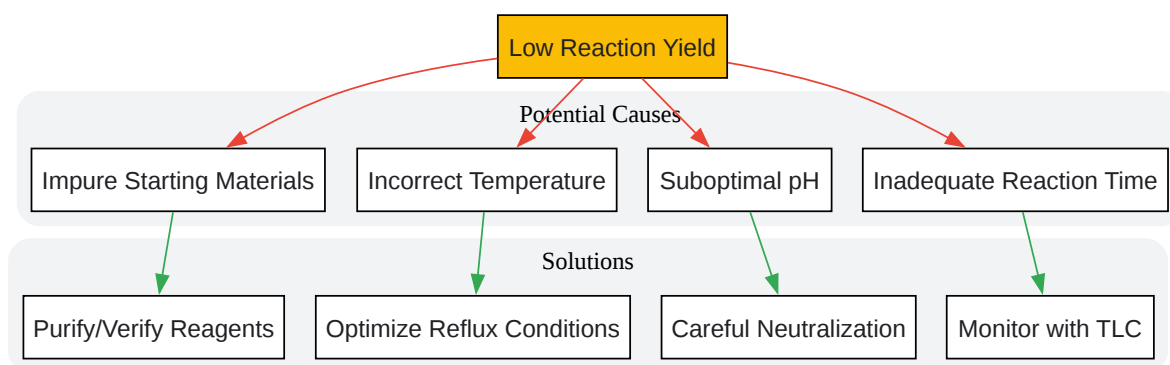 Low Reaction Yield
Potential Causes
Impure Starting Materials
Incorrect Temperature
Suboptimal pH
Inadequate Reaction Time
Solutions
Purify/Verify Reagents
Optimize Reflux Conditions
Careful Neutralization
Monitor with TLC